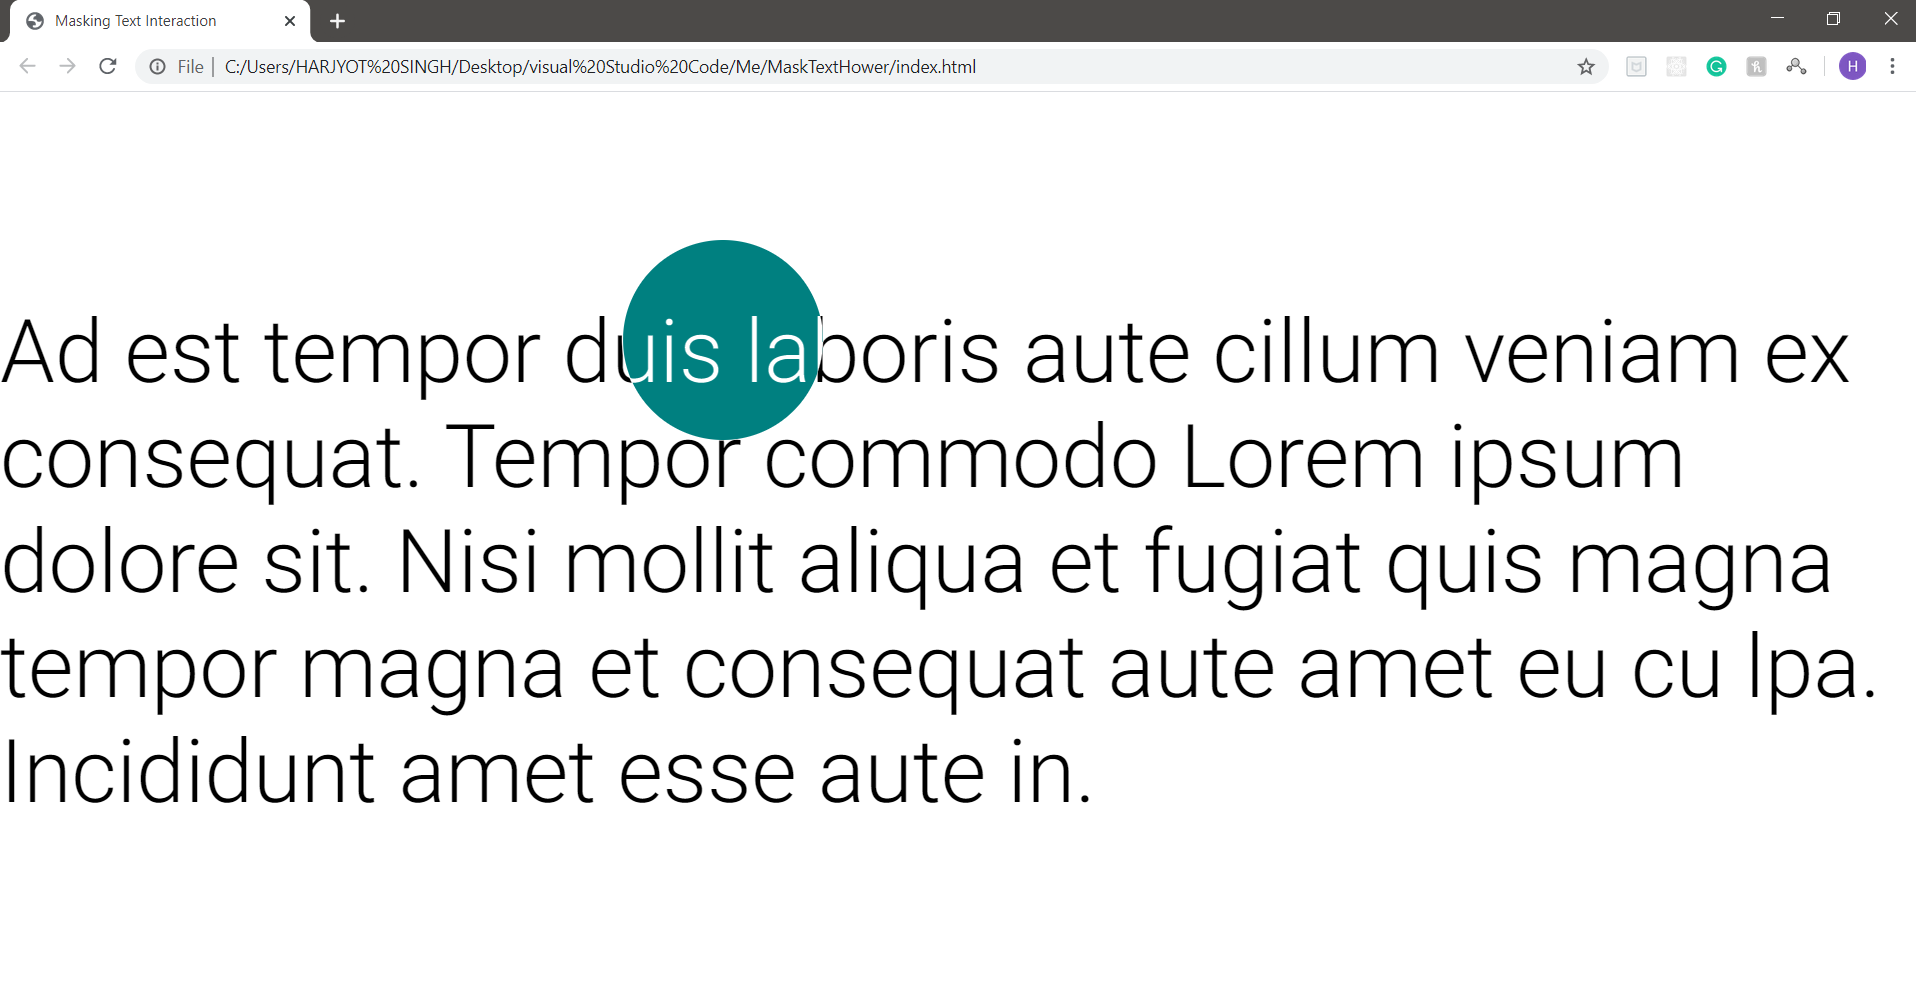 Masking Text Interaction
File | C:/Users/HARJYOT%20SINGH/Desktop/visual%20Studio%20Code/Me/MaskTextHower/index.html
H
Ad est tempor duis laboris aute cillum veniam ex
consequat. Tempor commodo Lorem ipsum
dolore sit. Nisi mollit aliqua et fugiat quis magna
tempor magna et consequat aute amet eu cu lpa.
Incididunt amet esse aute in.